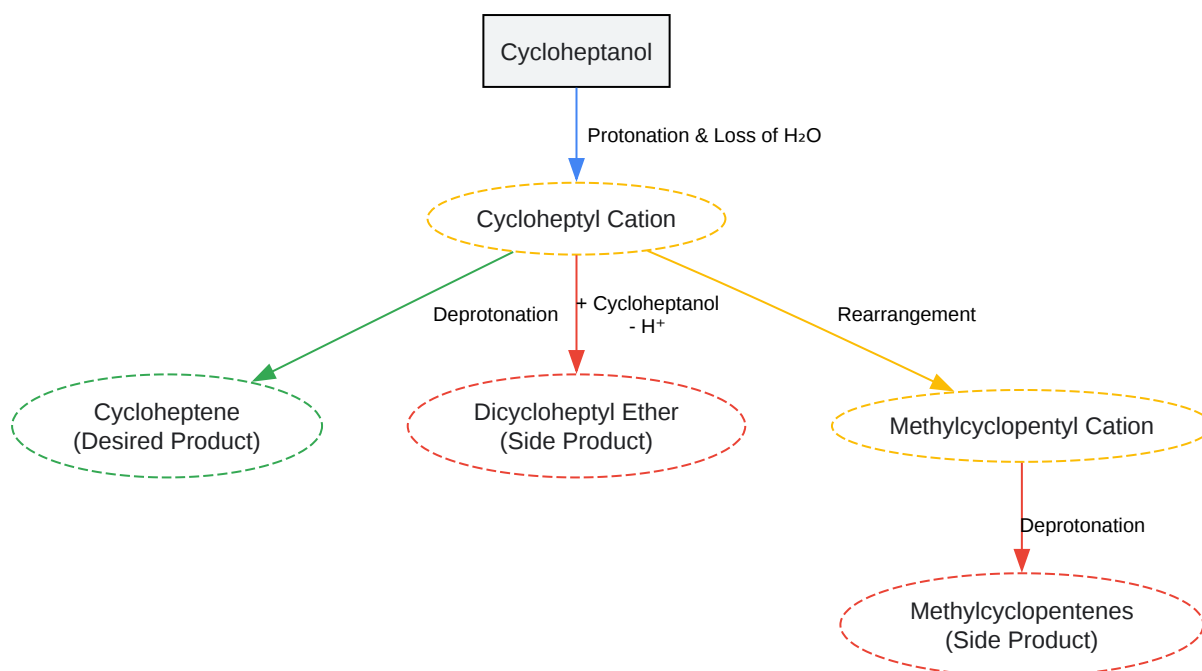 Cycloheptanol
Protonation & Loss of H₂O
Cycloheptyl Cation
Deprotonation
+ Cycloheptanol
- H⁺
Rearrangement
Cycloheptene
(Desired Product)
Dicycloheptyl Ether
(Side Product)
Methylcyclopentyl Cation
Deprotonation
Methylcyclopentenes
(Side Product)